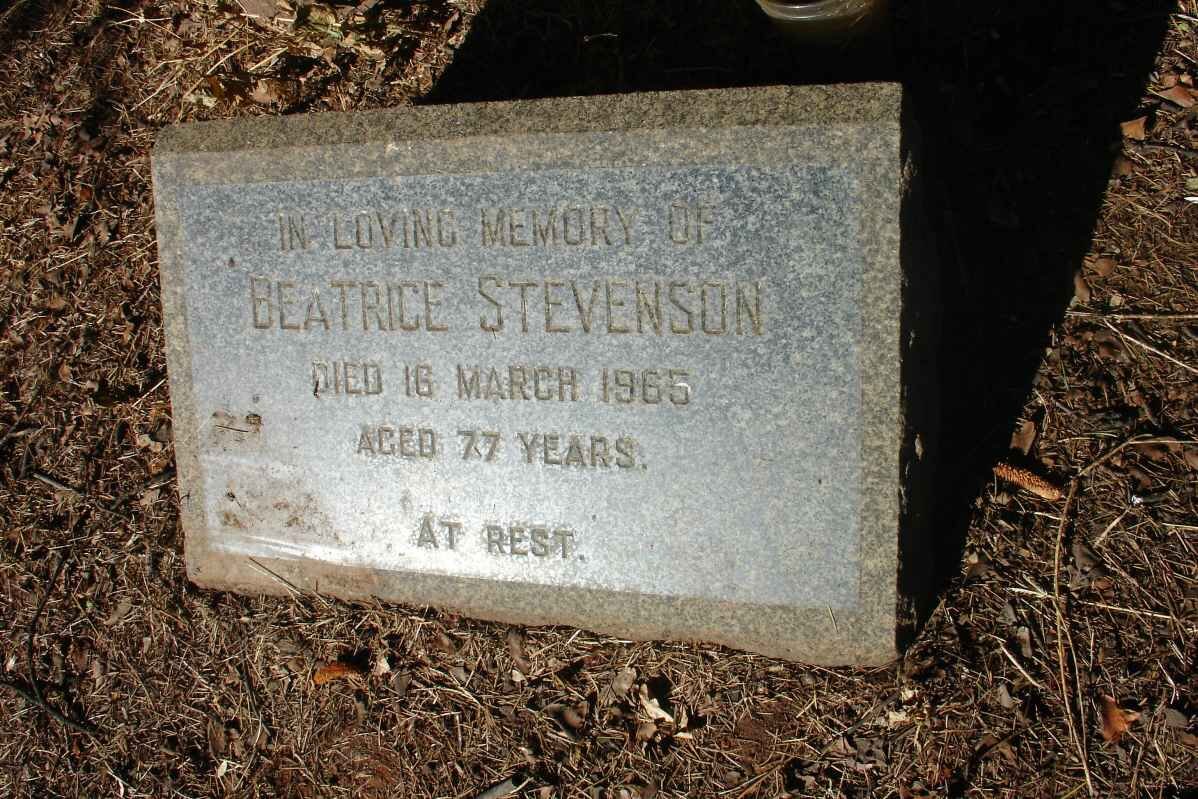 IN LOVING MEMORY OF
BEATRICE STEVENSON
DIED 16 MARCH 1965
AGED 77 YEARS.
AT REST.